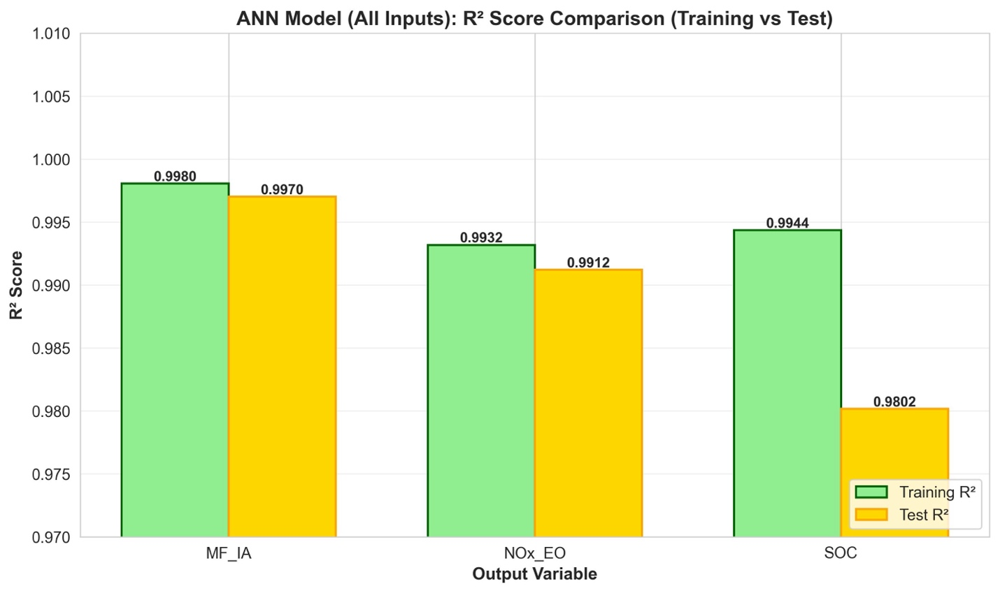 ANN Model (All Inputs): R² Score Comparison (Training vs Test)
1.010
1.005
1.000
0.995
0.990
0.985
0.980
0.975
0.970
R² Score
0.9980
0.9970
0.9932
0.9912
0.9944
0.9802
Training R²
Test R²
MF_IA
NOx_EO
SOC
Output Variable